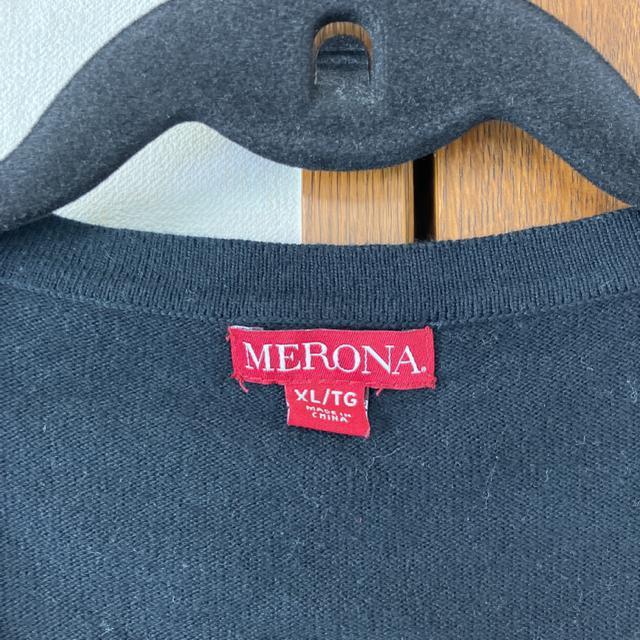 MERONA.
XL/TG
MADE IN
CHINA